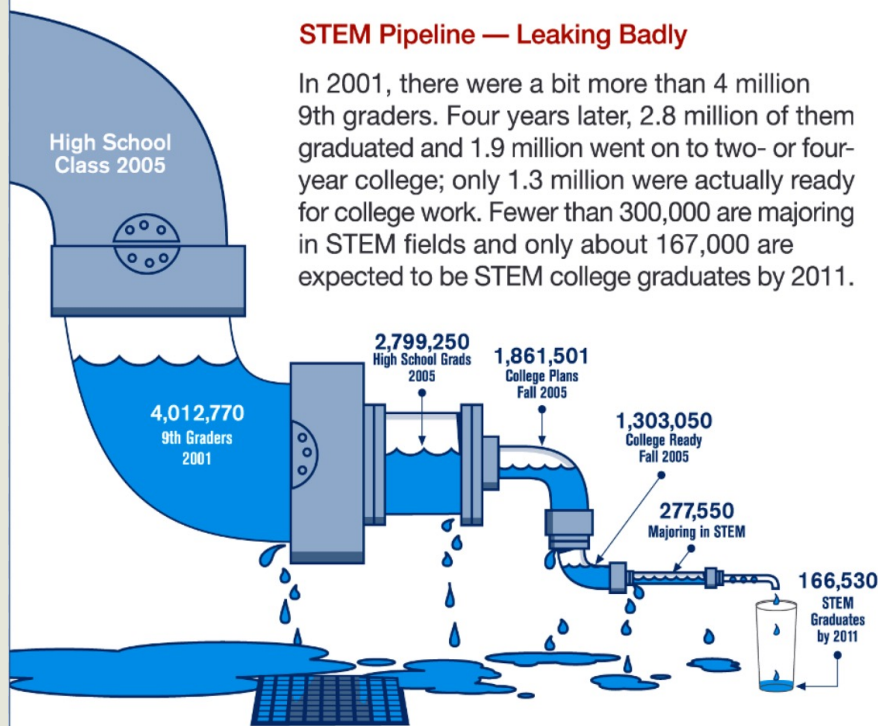 STEM Pipeline — Leaking Badly
In 2001, there were a bit more than 4 million
9th graders. Four years later, 2.8 million of them
graduated and 1.9 million went on to two- or four-
year college; only 1.3 million were actually ready
for college work. Fewer than 300,000 are majoring
in STEM fields and only about 167,000 are
expected to be STEM college graduates by 2011.
High School
Class 2005
4,012,770
9th Graders
2001
2,799,250
High School Grads
2005
1,861,501
College Plans
Fall 2005
1,303,050
College Ready
Fall 2005
277,550
Majoring in STEM
166,530
STEM
Graduates
by 2011